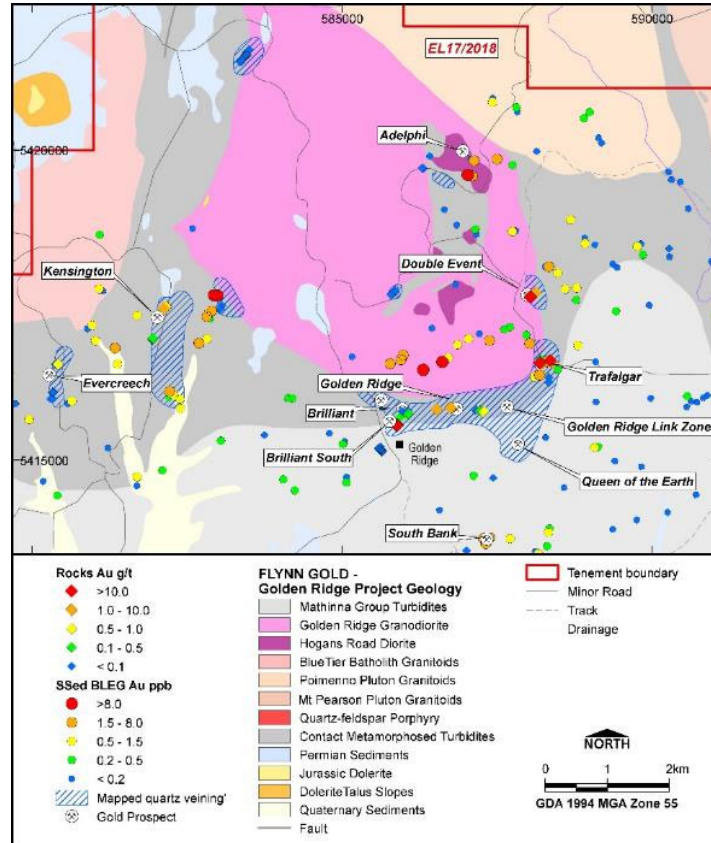 585000
590000
EL17/2018
Adelphi
5420000
Kensington
Double Event
Evercreech
Golden Ridge
Trafalgar
Brilliant
Golden Ridge Link Zone
Brilliant South
Golden
Ridge
5415000
Queen of the Earth
South Bank
Rocks Au g/t
>10.0
1.0 - 10.0
0.5 - 1.0
0.1 - 0.5
< 0.1
SSed BLEG Au ppb
>8.0
1.5 - 8.0
0.5 - 1.5
0.2 - 0.5
< 0.2
Mapped quartz veining'
Gold Prospect
FLYNN GOLD -
Golden Ridge Project Geology
Mathinna Group Turbidites
Golden Ridge Granodiorite
Hogans Road Diorite
BlueTier Batholith Granitoids
Poimenno Pluton Granitoids
Mt Pearson Pluton Granitoids
Quartz-feldspar Porphyry
Contact Metamorphosed Turbidites
Permian Sediments
Jurassic Dolerite
DoleriteTalus Slopes
Quaternary Sediments
Fault
Tenement boundary
Minor Road
Track
Drainage
NORTH
0 1 2km
GDA 1994 MGA Zone 55